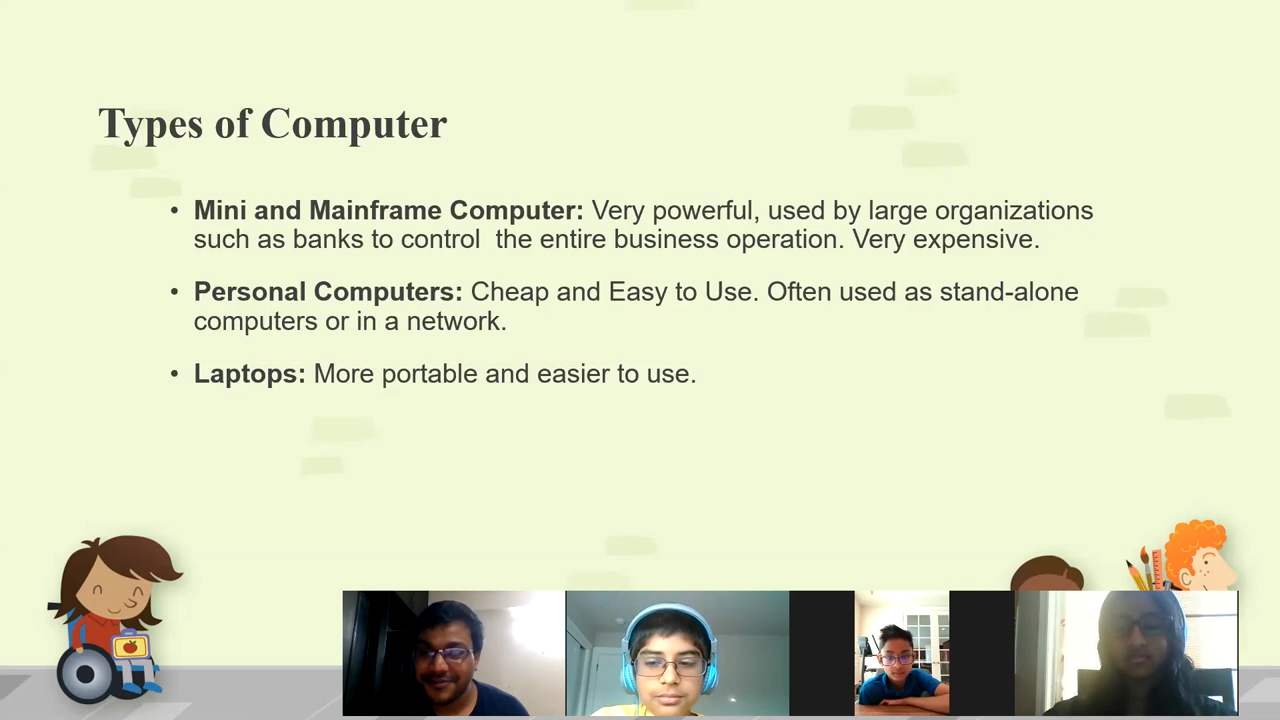 Types of Computer
• Mini and Mainframe Computer: Very powerful, used by large organizations
such as banks to control  the entire business operation. Very expensive.
• Personal Computers: Cheap and Easy to Use. Often used as stand-alone
computers or in a network.
• Laptops: More portable and easier to use.